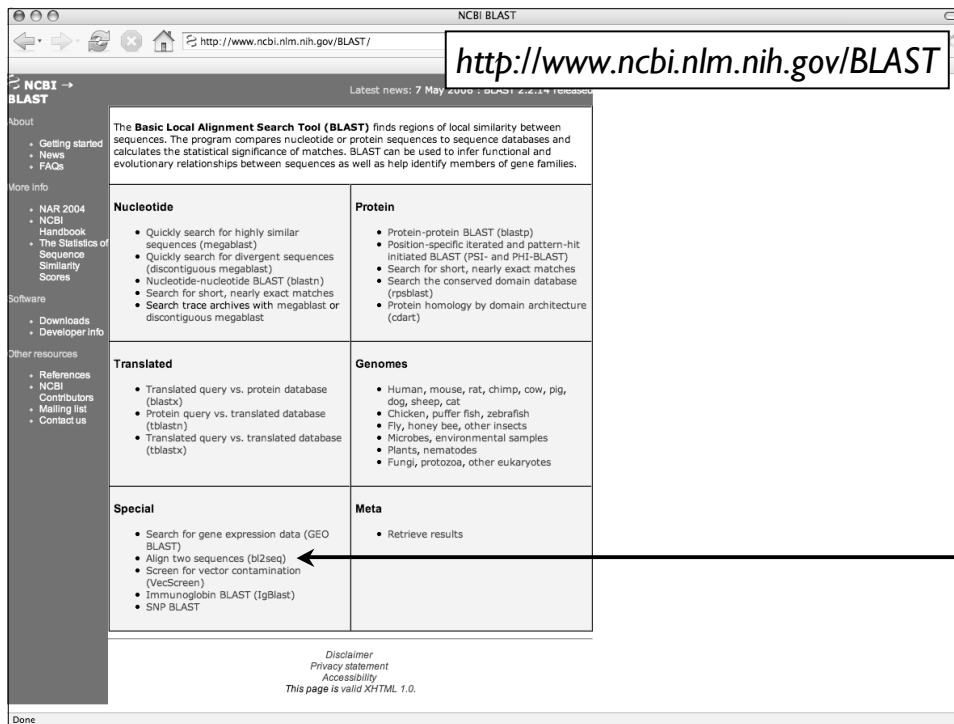 NCBI BLAST
http://www.ncbi.nlm.nih.gov/BLAST/
http://www.ncbi.nlm.nih.gov/BLAST
NCBI →
BLAST
Latest news: 7 May 2006 : BLAST 2.2.14 released
About
Getting started
News
FAQs
More info
NAR 2004
NCBI
Handbook
The Statistics of
Sequence
Similarity
Scores
Software
Downloads
Developer info
Other resources
References
NCBI
Contributors
Mailing list
Contact us
The Basic Local Alignment Search Tool (BLAST) finds regions of local similarity between
sequences. The program compares nucleotide or protein sequences to sequence databases and
calculates the statistical significance of matches. BLAST can be used to infer functional and
evolutionary relationships between sequences as well as help identify members of gene families.
Nucleotide
Quickly search for highly similar
sequences (megablast)
Quickly search for divergent sequences
(discontiguous megablast)
Nucleotide-nucleotide BLAST (blastn)
Search for short, nearly exact matches
Search trace archives with megablast or
discontiguous megablast
Protein
Protein-protein BLAST (blastp)
Position-specific iterated and pattern-hit
initiated BLAST (PSI- and PHI-BLAST)
Search for short, nearly exact matches
Search the conserved domain database
(rpsblast)
Protein homology by domain architecture
(cdart)
Translated
Translated query vs. protein database
(blastx)
Protein query vs. translated database
(tblastn)
Translated query vs. translated database
(tblastx)
Genomes
Human, mouse, rat, chimp, cow, pig,
dog, sheep, cat
Chicken, puffer fish, zebrafish
Fly, honey bee, other insects
Microbes, environmental samples
Plants, nematodes
Fungi, protozoa, other eukaryotes
Special
Search for gene expression data (GEO
BLAST)
Align two sequences (bl2seq)
Screen for vector contamination
(VecScreen)
Immunoglobin BLAST (IgBlast)
SNP BLAST
Meta
Retrieve results
Disclaimer
Privacy statement
Accessibility
This page is valid XHTML 1.0.
Done